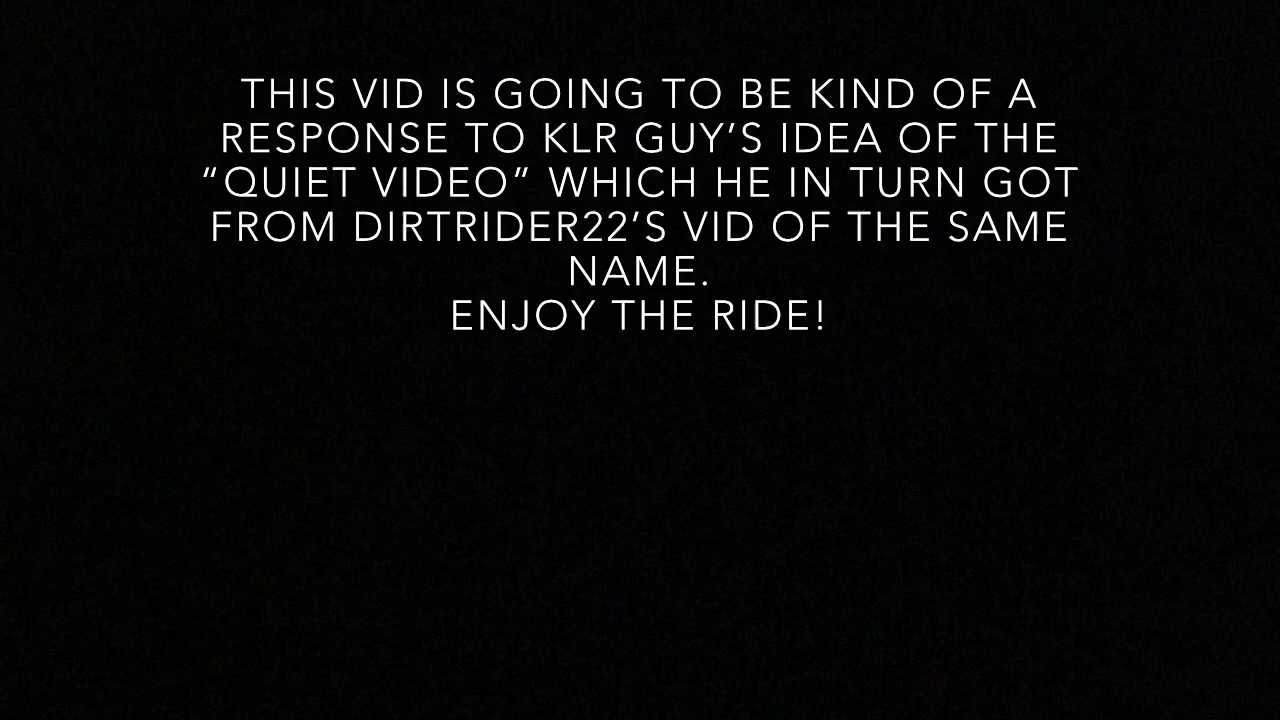 THIS VID IS GOING TO BE KIND OF A
RESPONSE TO KLR GUY’S IDEA OF THE
“QUIET VIDEO” WHICH HE IN TURN GOT
FROM DIRTRIDER22’S VID OF THE SAME
NAME.
ENJOY THE RIDE!